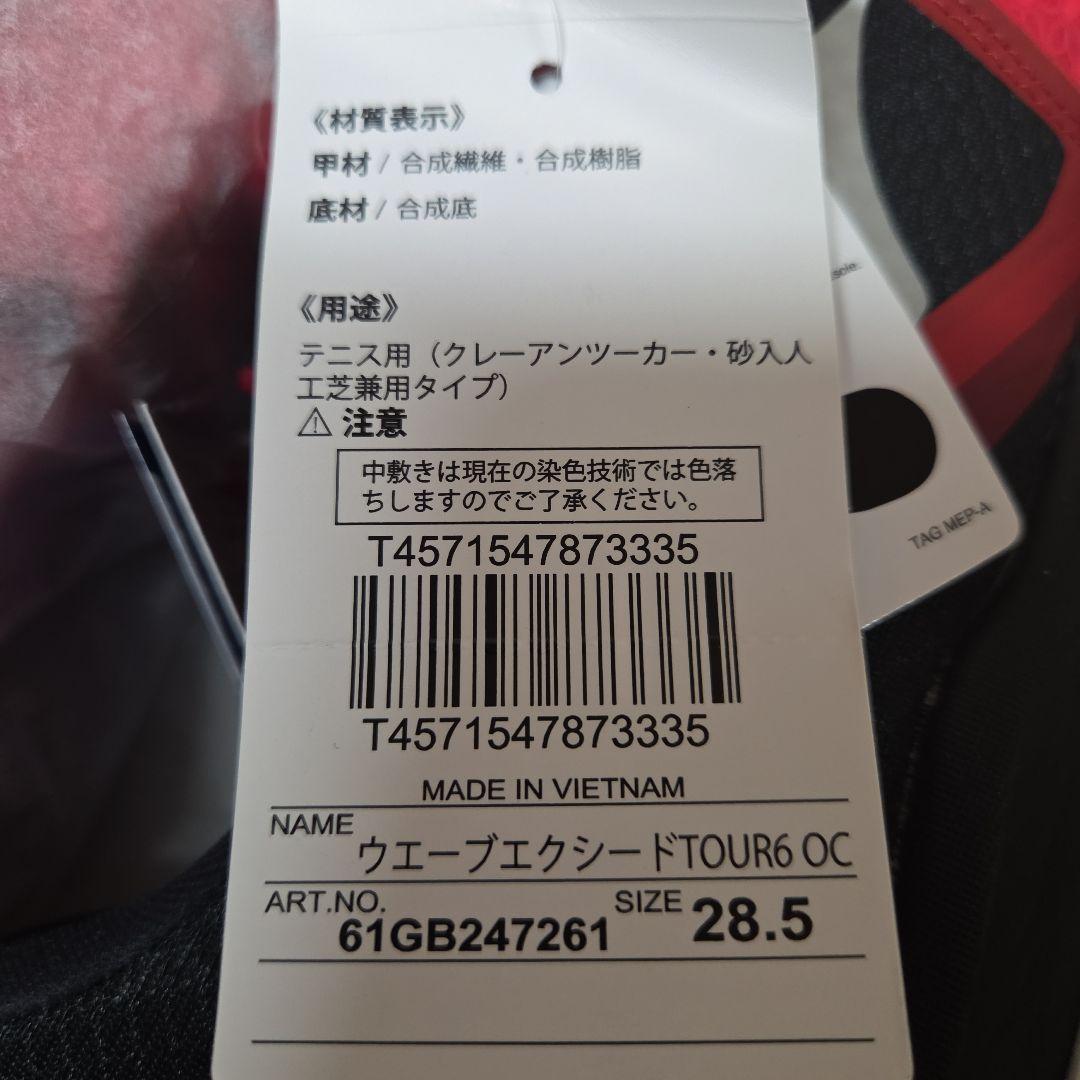 《材質表示》
甲材 / 合成繊維・合成樹脂
底材 / 合成底
《用途》
テニス用（クレーアンツーカー・砂入人
工芝兼用タイプ）
⚠ 注意
中敷きは現在の染色技術では色落
ちしますのでご了承ください。
T4571547873335
T4571547873335
MADE IN VIETNAM
NAME ウエーブエクシードTOUR6 OC
ART.NO. 61GB247261 SIZE 28.5
sole:
TAG MEP-A